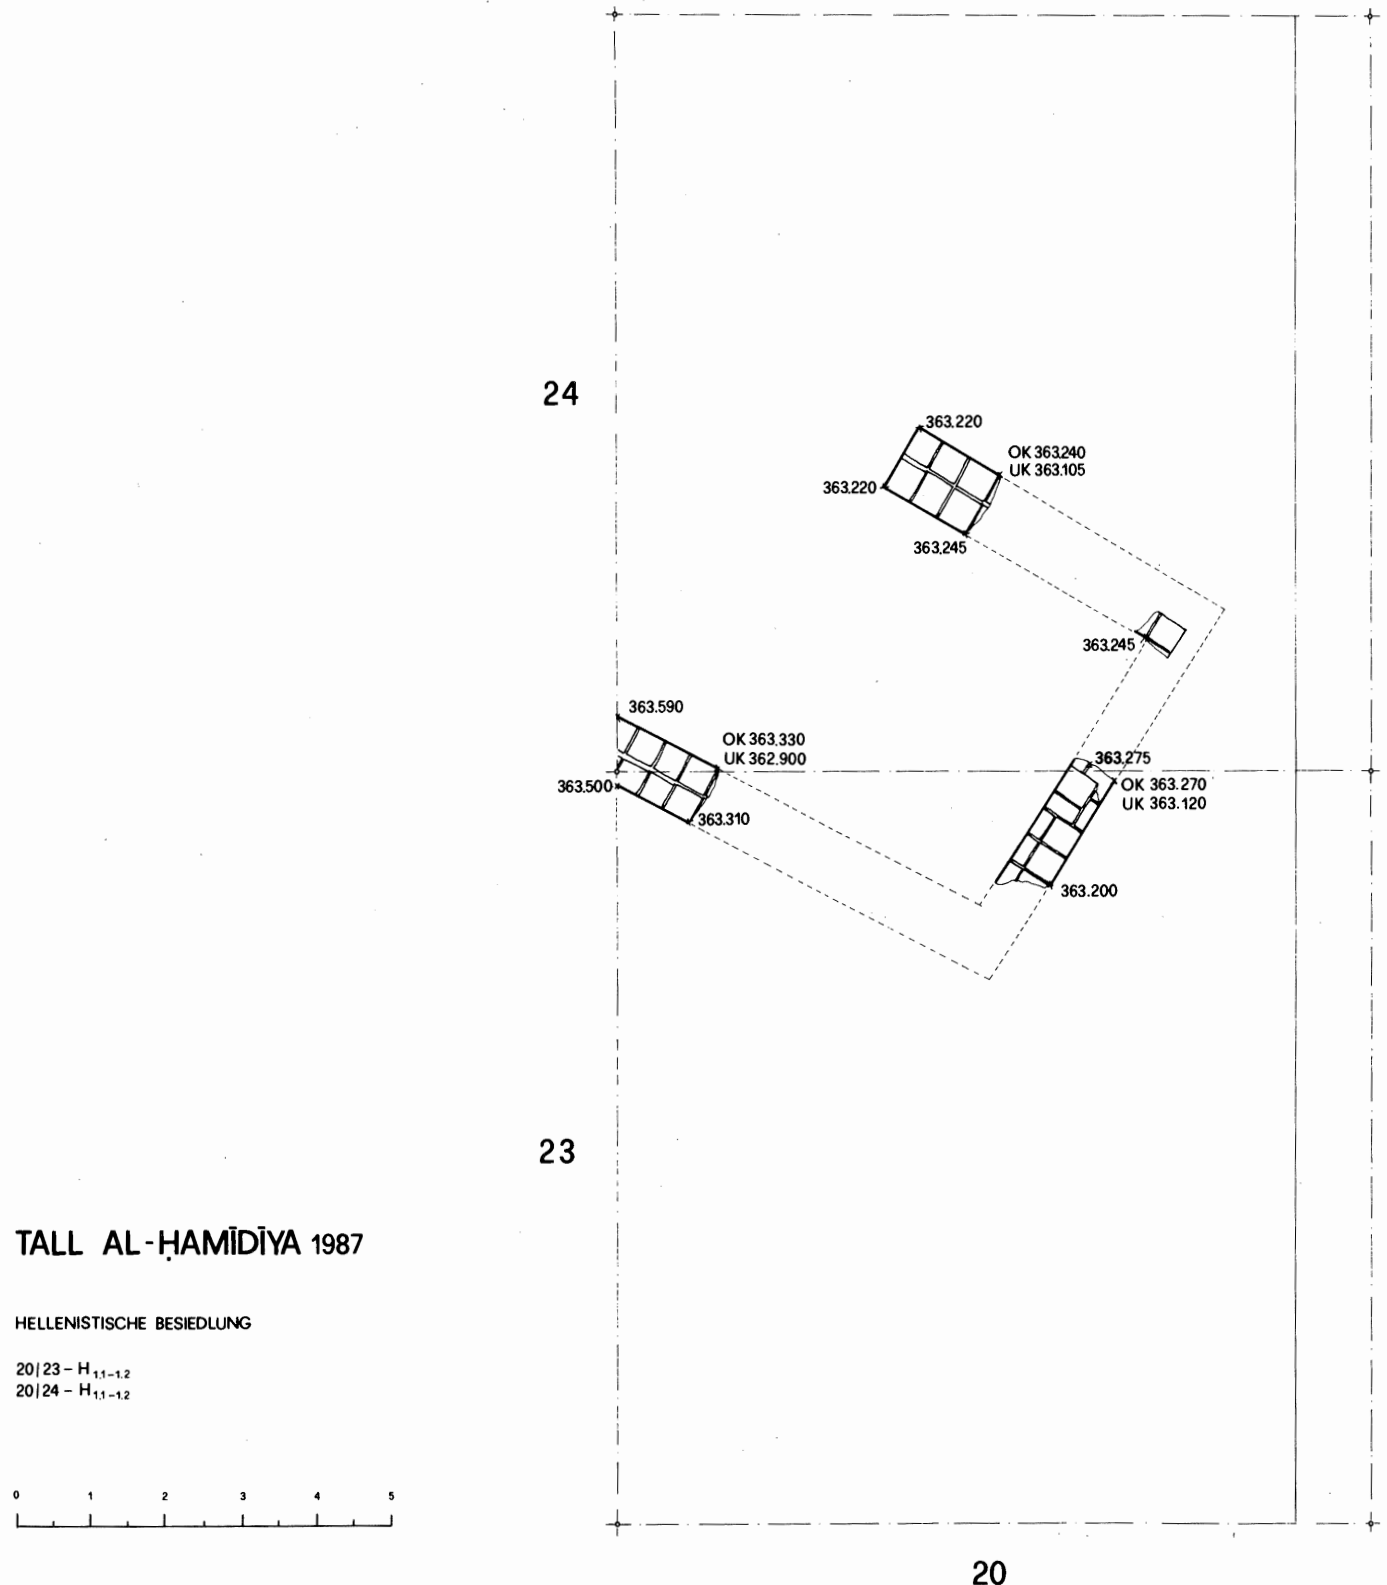 24
363.220
OK 363.240
UK 363.105
363.220
363.245
363.245
363.590
OK 363.330
UK 362.900
363.500
363.310
363.275
OK 363.270
UK 363.120
363.200
23
TALL AL-ḤAMĪDĪYA 1987
HELLENISTISCHE BESIEDLUNG
20|23 – H 1.1–1.2
20|24 – H 1.1–1.2
0 1 2 3 4 5
20